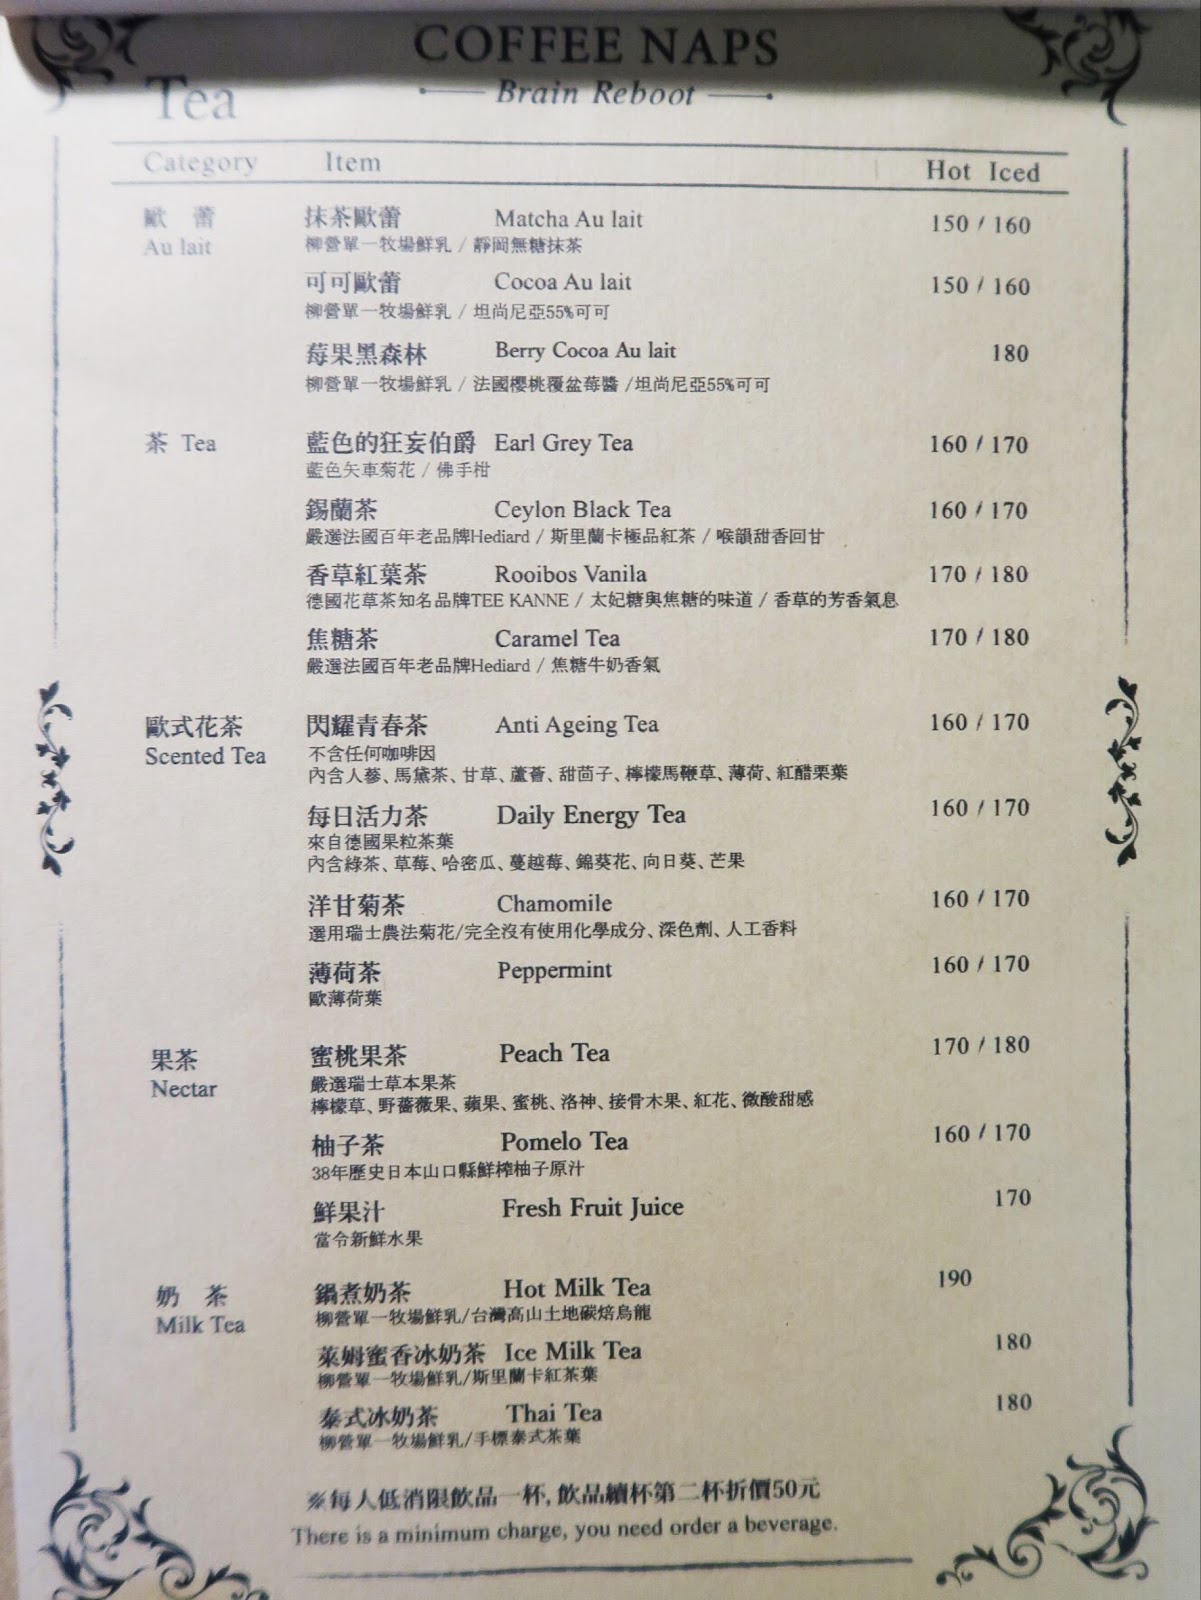 COFFEE NAPS
Brain Reboot
Tea
Category Item Hot Iced
歐 蕾 抹茶歐蕾 Matcha Au lait 150 / 160
Au lait 柳營單一牧場鮮乳 / 靜岡無糖抹茶
可可歐蕾 Cocoa Au lait 150 / 160
柳營單一牧場鮮乳 / 坦尚尼亞55%可可
莓果黑森林 Berry Cocoa Au lait 180
柳營單一牧場鮮乳 / 法國櫻桃覆盆莓醬 /坦尚尼亞55%可可
茶 Tea 藍色的狂妄伯爵 Earl Grey Tea 160 / 170
藍色矢車菊花 / 佛手柑
錫蘭茶 Ceylon Black Tea 160 / 170
嚴選法國百年老品牌Hediard / 斯里蘭卡極品紅茶 / 喉韻甜香回甘
香草紅葉茶 Rooibos Vanila 170 / 180
德國花草茶知名品牌TEE KANNE / 太妃糖與焦糖的味道 / 香草的芳香氣息
焦糖茶 Caramel Tea 170 / 180
嚴選法國百年老品牌Hediard / 焦糖牛奶香氣
歐式花茶 閃耀青春茶 Anti Ageing Tea 160 / 170
Scented Tea 不含任何咖啡因
內含人蔘、馬黛茶、甘草、蘆薈、甜茴子、檸檬馬鞭草、薄荷、紅醋栗葉
每日活力茶 Daily Energy Tea 160 / 170
來自德國果粒茶葉
內含綠茶、草莓、哈密瓜、蔓越莓、錦葵花、向日葵、芒果
洋甘菊茶 Chamomile 160 / 170
選用瑞士農法菊花/完全沒有使用化學成分、深色劑、人工香料
薄荷茶 Peppermint 160 / 170
歐薄荷葉
果茶 蜜桃果茶 Peach Tea 170 / 180
Nectar 嚴選瑞士草本果茶
檸檬草、野薔薇果、蘋果、蜜桃、洛神、接骨木果、紅花、微酸甜感
柚子茶 Pomelo Tea 160 / 170
38年歷史日本山口縣鮮榨柚子原汁
鮮果汁 Fresh Fruit Juice 170
當令新鮮水果
奶 茶 鍋煮奶茶 Hot Milk Tea 190
Milk Tea 柳營單一牧場鮮乳/台灣高山土地碳焙烏龍
萊姆蜜香冰奶茶 Ice Milk Tea 180
柳營單一牧場鮮乳/斯里蘭卡紅茶葉
泰式冰奶茶 Thai Tea 180
柳營單一牧場鮮乳/手標泰式茶葉
※每人低消限飲品一杯,飲品續杯第二杯折價50元
There is a minimum charge, you need order a beverage.